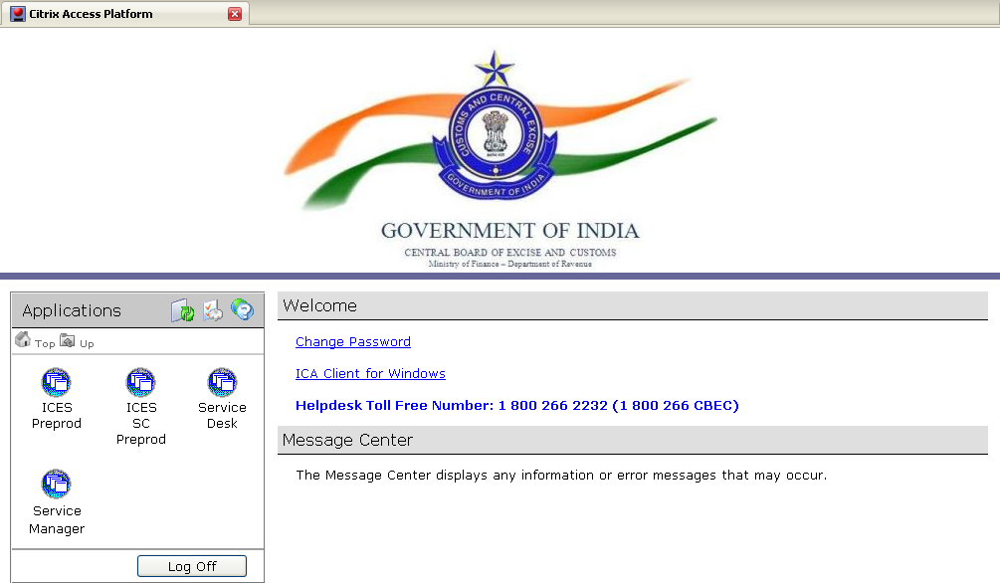 Citrix Access Platform
CUSTOMS AND CENTRAL EXCISE
GOVERNMENT OF INDIA
GOVERNMENT OF INDIA
CENTRAL BOARD OF EXCISE AND CUSTOMS
Ministry of Finance – Department of Revenue
Applications
Top Up
ICES Preprod
ICES SC Preprod
Service Desk
Service Manager
Log Off
Welcome
Change Password
ICA Client for Windows
Helpdesk Toll Free Number: 1 800 266 2232 (1 800 266 CBEC)
Message Center
The Message Center displays any information or error messages that may occur.